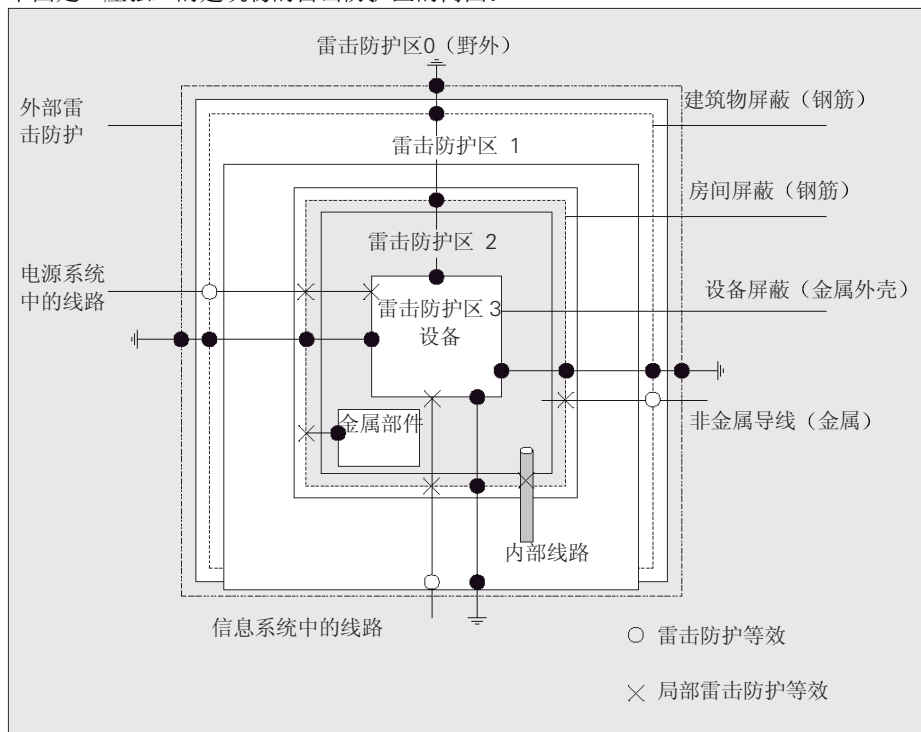 雷击防护区0（野外）
外部雷
击防护
建筑物屏蔽（钢筋）
雷击防护区 1
房间屏蔽（钢筋）
雷击防护区 2
电源系统
中的线路
设备屏蔽（金属外壳）
雷击防护区 3
设备
金属部件
非金属导线（金属）
内部线路
信息系统中的线路
雷击防护等效
局部雷击防护等效